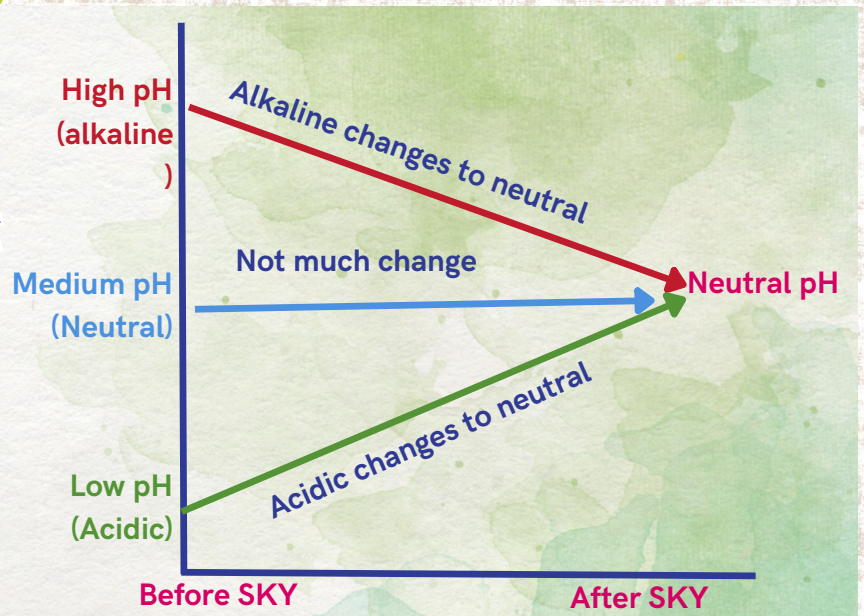 High pH
(alkaline
)
Alkaline changes to neutral
Not much change
Medium pH
(Neutral)
Neutral pH
Acidic changes to neutral
Low pH
(Acidic)
Before SKY
After SKY